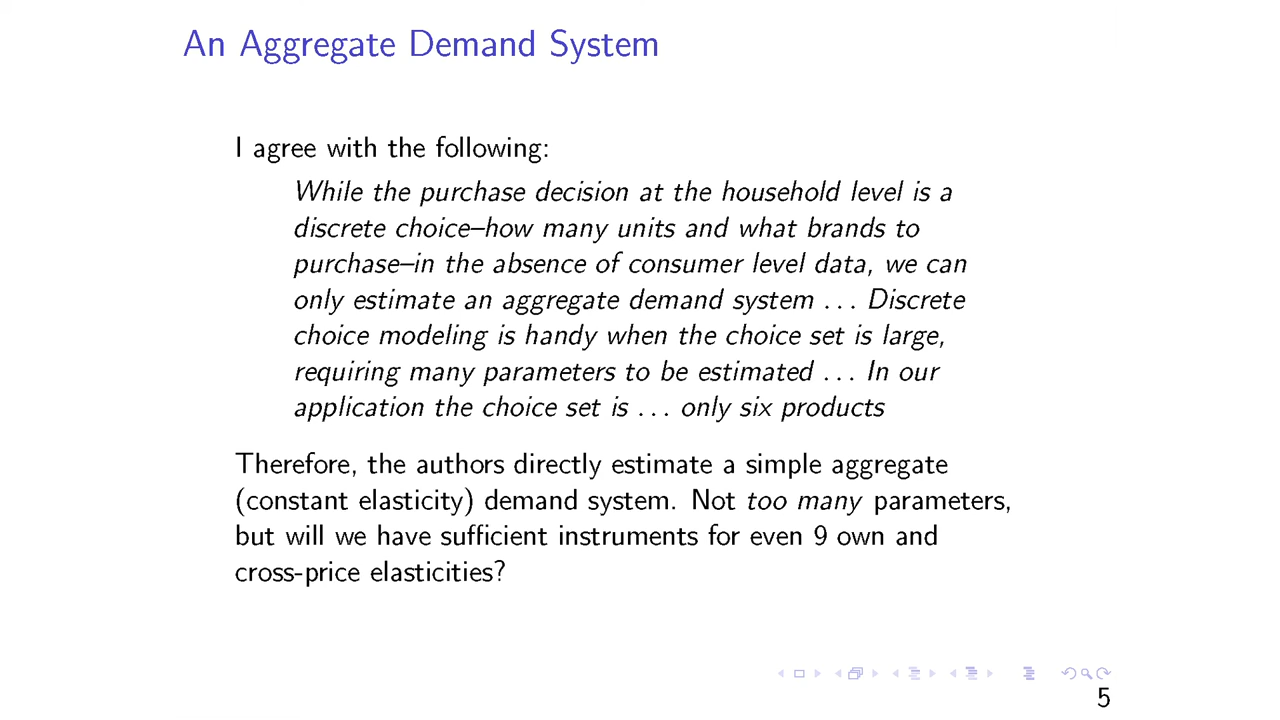 An Aggregate Demand System
I agree with the following:
While the purchase decision at the household level is a
discrete choice–how many units and what brands to
purchase–in the absence of consumer level data, we can
only estimate an aggregate demand system . . . Discrete
choice modeling is handy when the choice set is large,
requiring many parameters to be estimated . . . In our
application the choice set is . . . only six products
Therefore, the authors directly estimate a simple aggregate
(constant elasticity) demand system. Not too many parameters,
but will we have sufficient instruments for even 9 own and
cross-price elasticities?
5